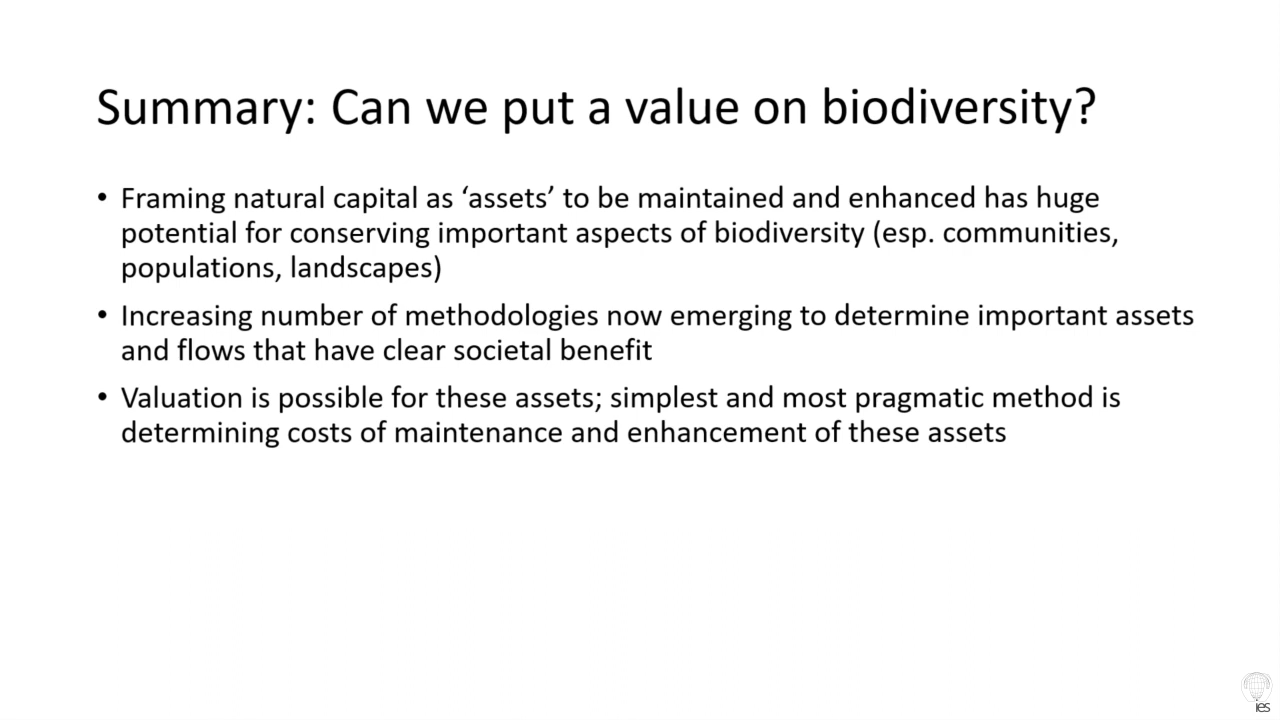 Summary: Can we put a value on biodiversity?
• Framing natural capital as ‘assets’ to be maintained and enhanced has huge
potential for conserving important aspects of biodiversity (esp. communities,
populations, landscapes)
• Increasing number of methodologies now emerging to determine important assets
and flows that have clear societal benefit
• Valuation is possible for these assets; simplest and most pragmatic method is
determining costs of maintenance and enhancement of these assets
ies